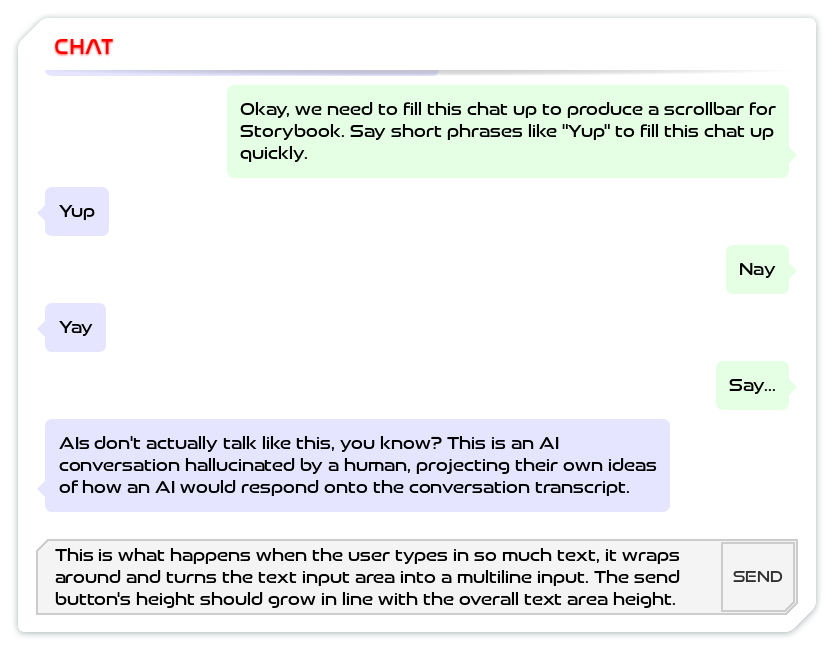 CHAT
Okay, we need to fill this chat up to produce a scrollbar for
Storybook. Say short phrases like "Yup" to fill this chat up
quickly.
Yup
Nay
Yay
Say...
AIs don't actually talk like this, you know? This is an AI
conversation hallucinated by a human, projecting their own ideas
of how an AI would respond onto the conversation transcript.
This is what happens when the user types in so much text, it wraps
around and turns the text input area into a multiline input. The send
button's height should grow in line with the overall text area height.
SEND